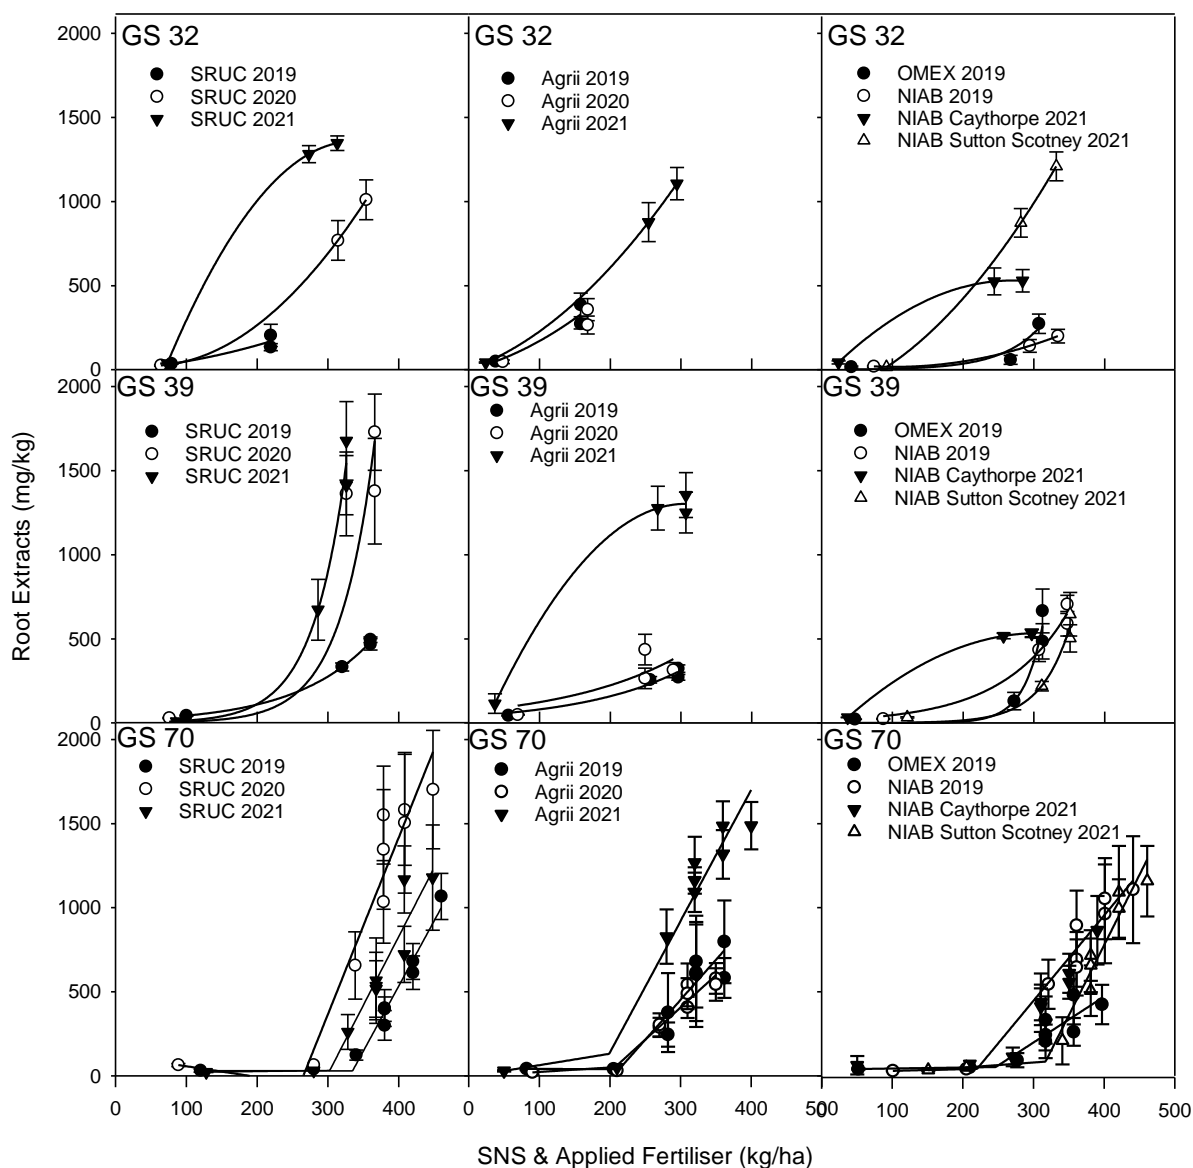 2000
1500
1000
500
0
GS 32
SRUC 2019
SRUC 2020
SRUC 2021
GS 32
Agrii 2019
Agrii 2020
Agrii 2021
GS 32
OMEX 2019
NIAB 2019
NIAB Caythorpe 2021
NIAB Sutton Scotney 2021
Root Extracts (mg/kg)
2000
1500
1000
500
0
GS 39
SRUC 2019
SRUC 2020
SRUC 2021
GS 39
Agrii 2019
Agrii 2020
Agrii 2021
GS 39
OMEX 2019
NIAB 2019
NIAB Caythorpe 2021
NIAB Sutton Scotney 2021
2000
1500
1000
500
0
GS 70
SRUC 2019
SRUC 2020
SRUC 2021
GS 70
Agrii 2019
Agrii 2020
Agrii 2021
GS 70
OMEX 2019
NIAB 2019
NIAB Caythorpe 2021
NIAB Sutton Scotney 2021
0 100 200 300 400 0 100 200 300 400 500 0 100 200 300 400 500
SNS & Applied Fertiliser (kg/ha)